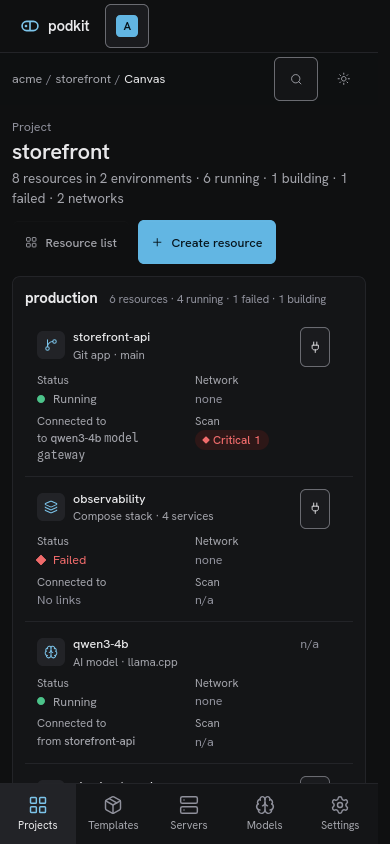 podkit
A
acme / storefront / Canvas
Project
storefront
8 resources in 2 environments · 6 running · 1 building · 1
failed · 2 networks
Resource list
Create resource
production 6 resources · 4 running · 1 failed · 1 building
storefront-api
Git app · main
Status
Network
Running
none
Connected to
Scan
to qwen3-4b model
gateway
Critical 1
observability
Compose stack · 4 services
Status
Network
Failed
none
Connected to
Scan
No links
n/a
qwen3-4b
n/a
AI model · llama.cpp
Status
Network
Running
none
Connected to
Scan
from storefront-api
n/a
Projects
Templates
Servers
Models
Settings